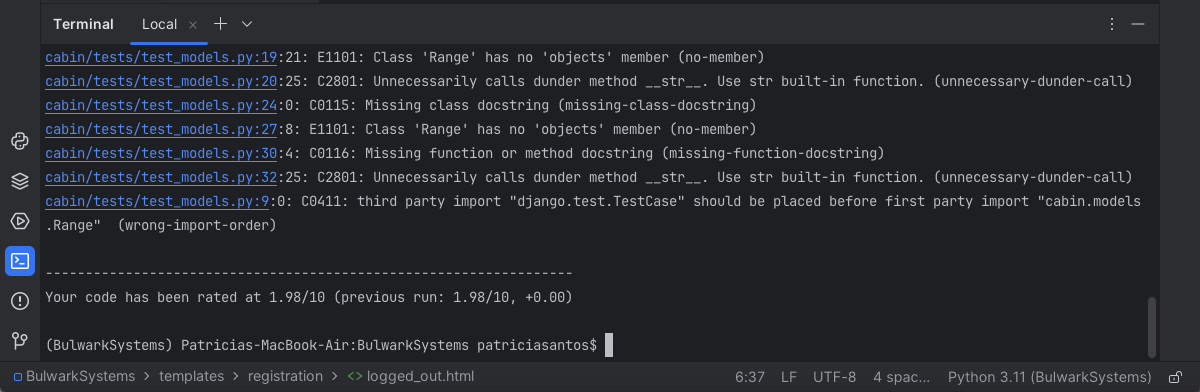 Terminal Local
cabin/tests/test_models.py:19:21: E1101: Class 'Range' has no 'objects' member (no-member)
cabin/tests/test_models.py:20:25: C2801: Unnecessarily calls dunder method __str__. Use str built-in function. (unnecessary-dunder-call)
cabin/tests/test_models.py:24:0: C0115: Missing class docstring (missing-class-docstring)
cabin/tests/test_models.py:27:8: E1101: Class 'Range' has no 'objects' member (no-member)
cabin/tests/test_models.py:30:4: C0116: Missing function or method docstring (missing-function-docstring)
cabin/tests/test_models.py:32:25: C2801: Unnecessarily calls dunder method __str__. Use str built-in function. (unnecessary-dunder-call)
cabin/tests/test_models.py:9:0: C0411: third party import "django.test.TestCase" should be placed before first party import "cabin.models
.Range"  (wrong-import-order)
------------------------------------------------------------------
Your code has been rated at 1.98/10 (previous run: 1.98/10, +0.00)
(BulwarkSystems) Patricias-MacBook-Air:BulwarkSystems patriciasantos$
BulwarkSystems > templates > registration > <> logged_out.html 6:37 LF UTF-8 4 spac... Python 3.11 (BulwarkSystems)